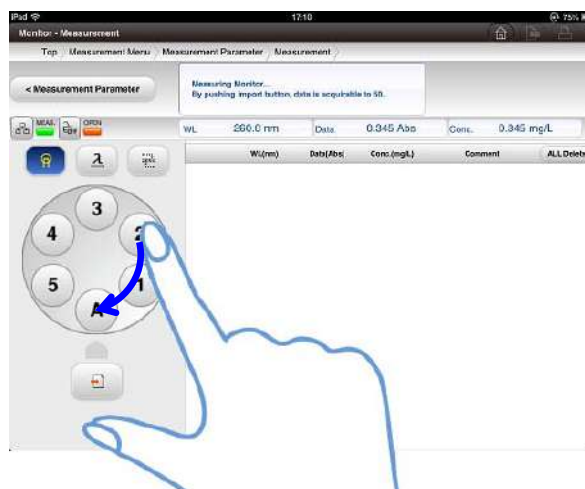 iPad 17:10 75%
Monitor - Measurement
Top Measurement Menu Measurement Parameter Measurement
< Measurement Parameter
Measuring Monitor...
By pushing import button, data is acquirable to 50.
MEAS. OPEN
WL 260.0 nm Data 0.345 Abs Conc. 0.345 mg/L
WL(nm) Data(Abs) Conc.(mg/L) Comment ALL Delete
λ
3
4 2
5 1
A